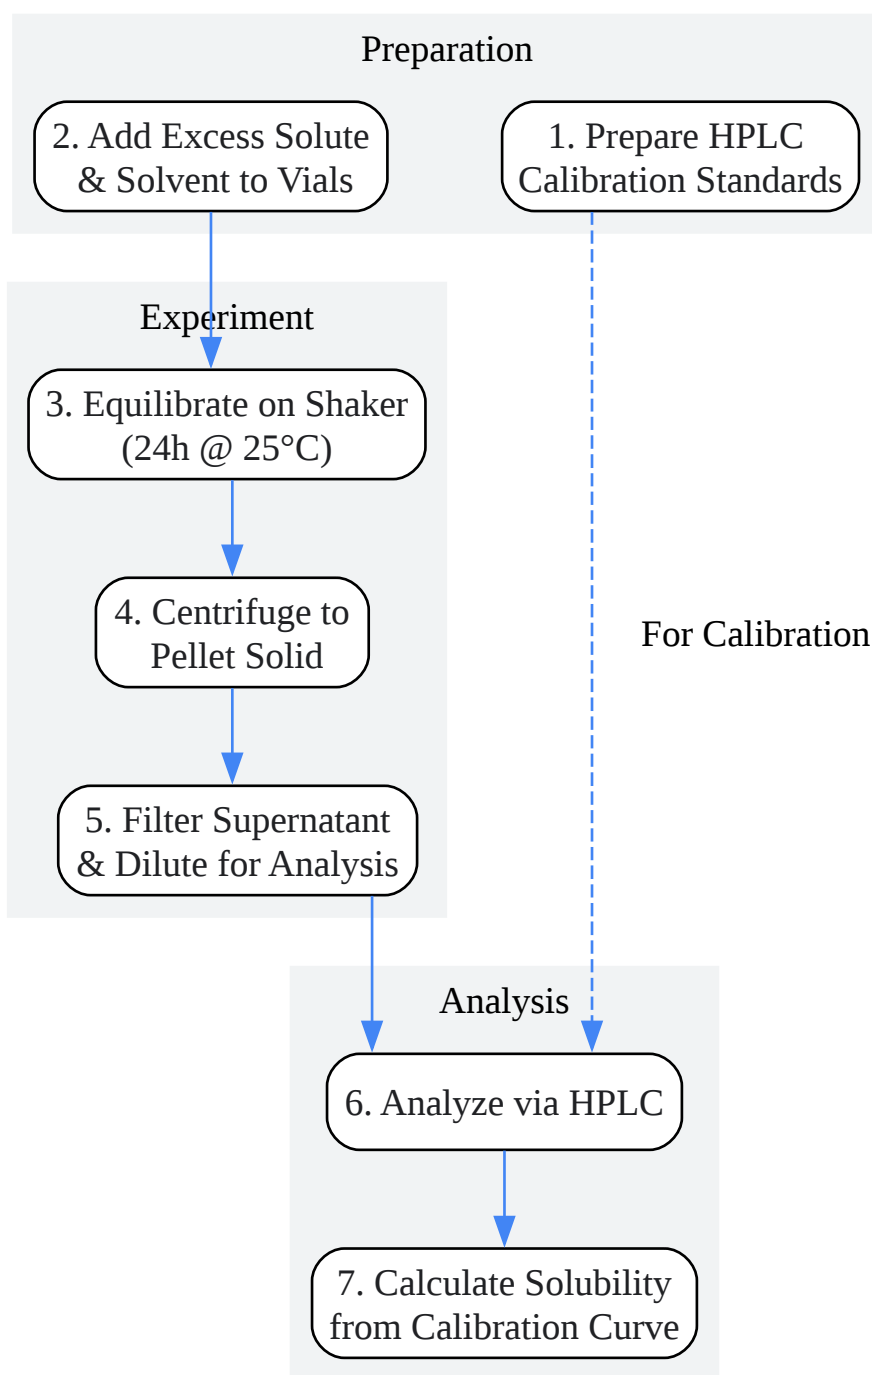 Preparation
2. Add Excess Solute
& Solvent to Vials
1. Prepare HPLC
Calibration Standards
Experiment
3. Equilibrate on Shaker
(24h @ 25°C)
4. Centrifuge to
Pellet Solid
For Calibration
5. Filter Supernatant
& Dilute for Analysis
Analysis
6. Analyze via HPLC
7. Calculate Solubility
from Calibration Curve